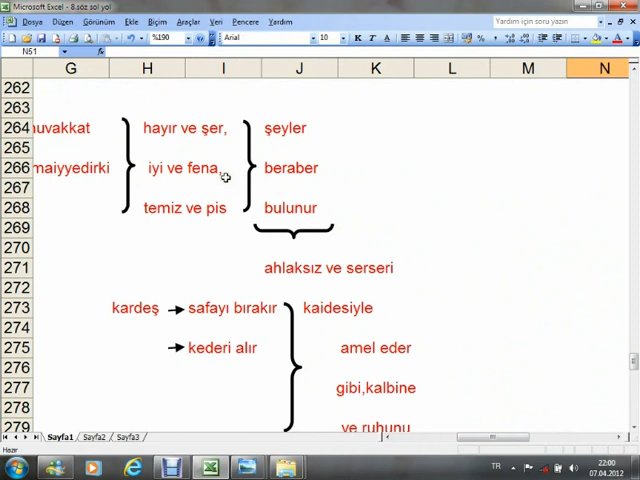 Microsoft Excel - 8.söz sol yol
Dosya Düzen Görünüm Ekle Biçim Araçlar Veri Pencere Yardım
Yardım için soru yazın
%190 Arial 10 K T A
N51 fx
G H I J K L M N
262
263
264 muvakkat hayır ve şer, şeyler
265
266 maiyyedirki iyi ve fena, beraber
267
268 temiz ve pis bulunur
269
270
271 ahlaksız ve serseri
272
273 kardeş safayı bırakır kaidesiyle
274
275 kederi alır amel eder
276
277 gibi,kalbine
278
279 ve ruhunu
Sayfa1 Sayfa2 Sayfa3
Hazır
TR 22:00
07.04.2012